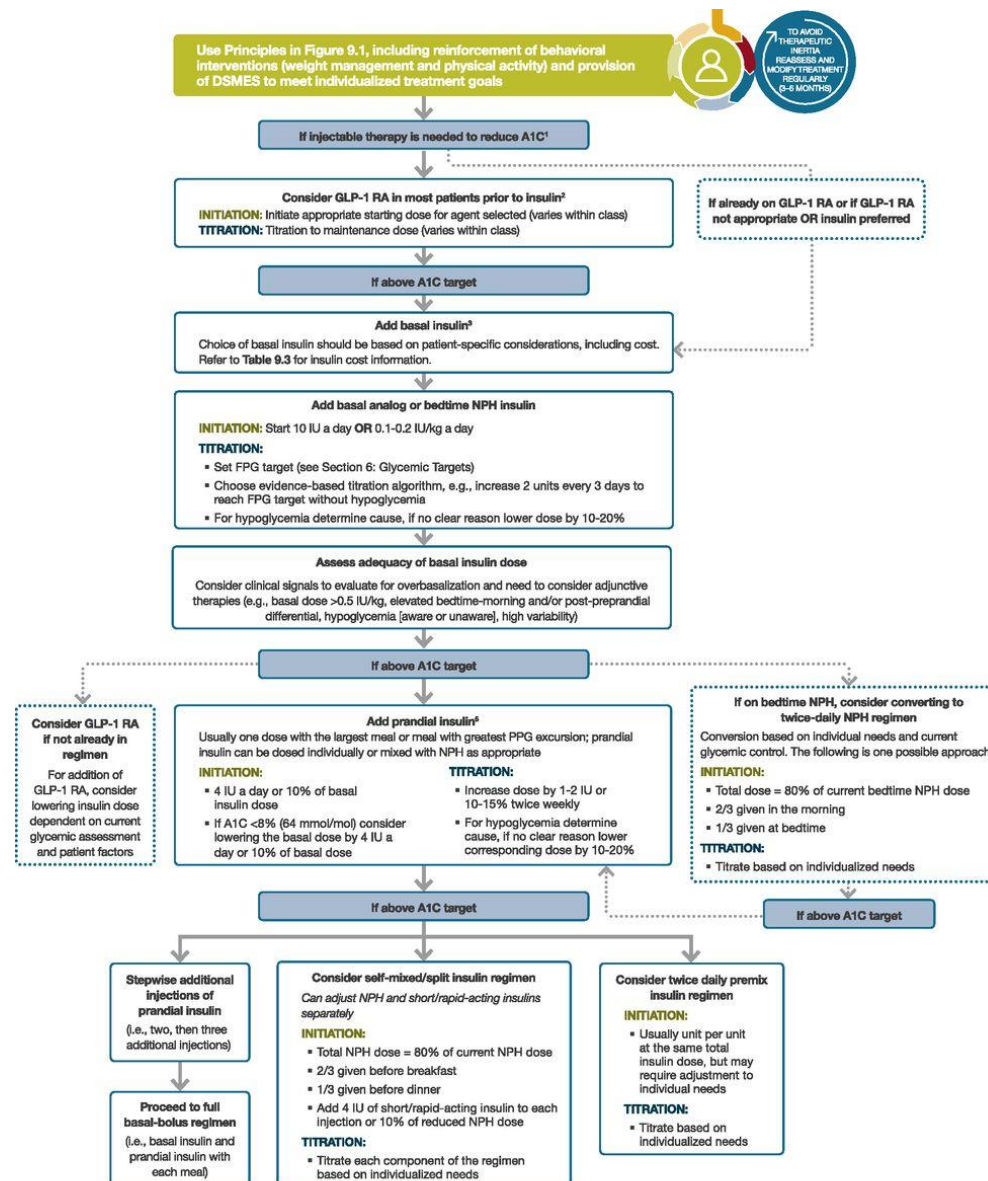 Use Principles in Figure 9.1, including reinforcement of behavioral
interventions (weight management and physical activity) and provision
of DSMES to meet individualized treatment goals
TO AVOID
THERAPEUTIC
INERTIA
REASSESS AND
MODIFY TREATMENT
REGULARLY
(3–6 MONTHS)
If injectable therapy is needed to reduce A1C¹
Consider GLP-1 RA in most patients prior to insulin²
INITIATION: Initiate appropriate starting dose for agent selected (varies within class)
TITRATION: Titration to maintenance dose (varies within class)
If already on GLP-1 RA or if GLP-1 RA
not appropriate OR insulin preferred
If above A1C target
Add basal insulin³
Choice of basal insulin should be based on patient-specific considerations, including cost.
Refer to Table 9.3 for insulin cost information.
Add basal analog or bedtime NPH insulin
INITIATION: Start 10 IU a day OR 0.1-0.2 IU/kg a day
TITRATION:
▪ Set FPG target (see Section 6: Glycemic Targets)
▪ Choose evidence-based titration algorithm, e.g., increase 2 units every 3 days to
reach FPG target without hypoglycemia
▪ For hypoglycemia determine cause, if no clear reason lower dose by 10-20%
Assess adequacy of basal insulin dose
Consider clinical signals to evaluate for overbasalization and need to consider adjunctive
therapies (e.g., basal dose >0.5 IU/kg, elevated bedtime-morning and/or post-preprandial
differential, hypoglycemia [aware or unaware], high variability)
If above A1C target
Consider GLP-1 RA
if not already in
regimen
For addition of
GLP-1 RA, consider
lowering insulin dose
dependent on current
glycemic assessment
and patient factors
Add prandial insulin⁵
Usually one dose with the largest meal or meal with greatest PPG excursion; prandial
insulin can be dosed individually or mixed with NPH as appropriate
INITIATION:
▪ 4 IU a day or 10% of basal
insulin dose
▪ If A1C <8% (64 mmol/mol) consider
lowering the basal dose by 4 IU a
day or 10% of basal dose
TITRATION:
▪ Increase dose by 1-2 IU or
10-15% twice weekly
▪ For hypoglycemia determine
cause, if no clear reason lower
corresponding dose by 10-20%
If on bedtime NPH, consider converting to
twice-daily NPH regimen
Conversion based on individual needs and current
glycemic control. The following is one possible approach
INITIATION:
▪ Total dose = 80% of current bedtime NPH dose
▪ 2/3 given in the morning
▪ 1/3 given at bedtime
TITRATION:
▪ Titrate based on individualized needs
If above A1C target
If above A1C target
Stepwise additional
injections of
prandial insulin
(i.e., two, then three
additional injections)
Proceed to full
basal-bolus regimen
(i.e., basal insulin and
prandial insulin with
each meal)
Consider self-mixed/split insulin regimen
Can adjust NPH and short/rapid-acting insulins
separately
INITIATION:
▪ Total NPH dose = 80% of current NPH dose
▪ 2/3 given before breakfast
▪ 1/3 given before dinner
▪ Add 4 IU of short/rapid-acting insulin to each
injection or 10% of reduced NPH dose
TITRATION:
▪ Titrate each component of the regimen
based on individualized needs
Consider twice daily premix
insulin regimen
INITIATION:
▪ Usually unit per unit
at the same total
insulin dose, but may
require adjustment to
individual needs
TITRATION:
▪ Titrate based on
individualized needs